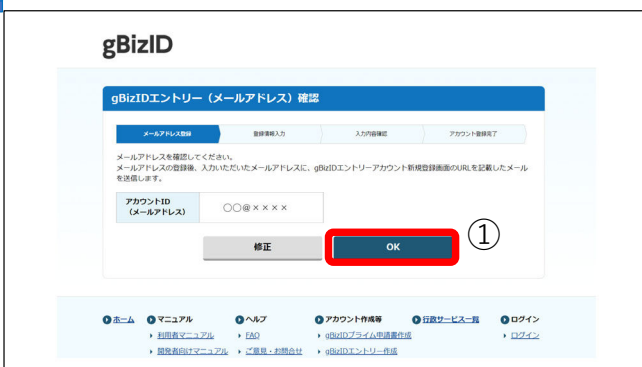 gBizID
gBizIDエントリー（メールアドレス）確認
メールアドレス登録 登録情報入力 入力内容確認 アカウント登録完了
メールアドレスを確認してください。
メールアドレスの登録後、入力いただいたメールアドレスに、gBizIDエントリーアカウント新規登録画面のURLを記載したメール
を送信します。
アカウントID
（メールアドレス）
○○@××××
修正 OK ①
ホーム マニュアル ヘルプ アカウント作成等 行政サービス一覧 ログイン
利用者マニュアル FAQ gBizIDプライム申請書作成 ログイン
開発者向けマニュアル ご意見・お問合せ gBizIDエントリー作成